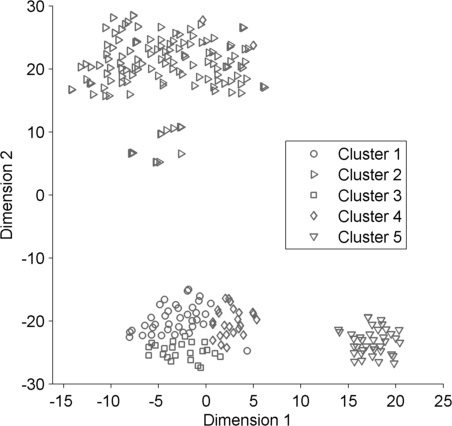 30
20
10
0
-10
-20
-30
Dimension 2
Cluster 1
Cluster 2
Cluster 3
Cluster 4
Cluster 5
-15 -10 -5 0 5 10 15 20 25
Dimension 1